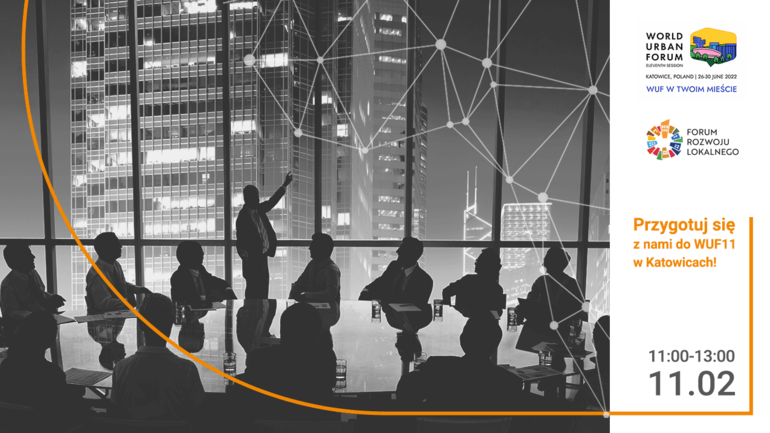 WORLD
URBAN
FORUM
ELEVENTH SESSION
KATOWICE, POLAND | 26-30 JUNE 2022
WUF W TWOIM MIEŚCIE
FORUM
ROZWOJU
LOKALNEGO
Przygotuj się
z nami do WUF11
w Katowicach!
11:00-13:00
11.02